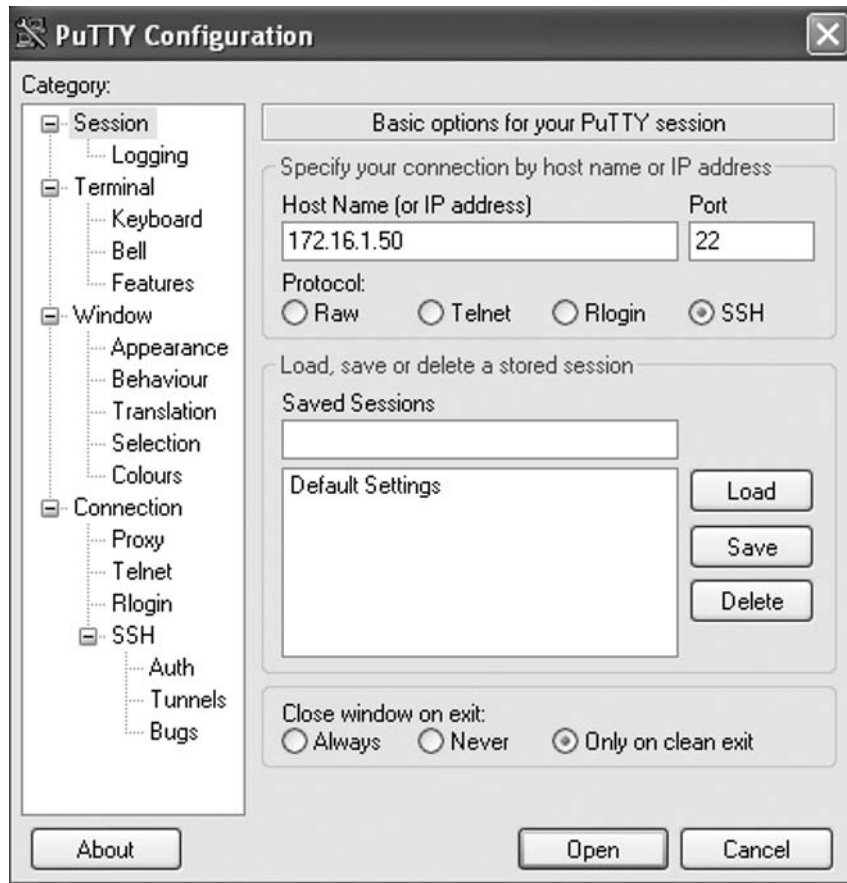 PuTTY Configuration
Category:
Session
Logging
Terminal
Keyboard
Bell
Features
Window
Appearance
Behaviour
Translation
Selection
Colours
Connection
Proxy
Telnet
Rlogin
SSH
Auth
Tunnels
Bugs
Basic options for your PuTTY session
Specify your connection by host name or IP address
Host Name (or IP address) Port
172.16.1.50 22
Protocol:
Raw Telnet Rlogin SSH
Load, save or delete a stored session
Saved Sessions
Default Settings
Load
Save
Delete
Close window on exit:
Always Never Only on clean exit
About Open Cancel